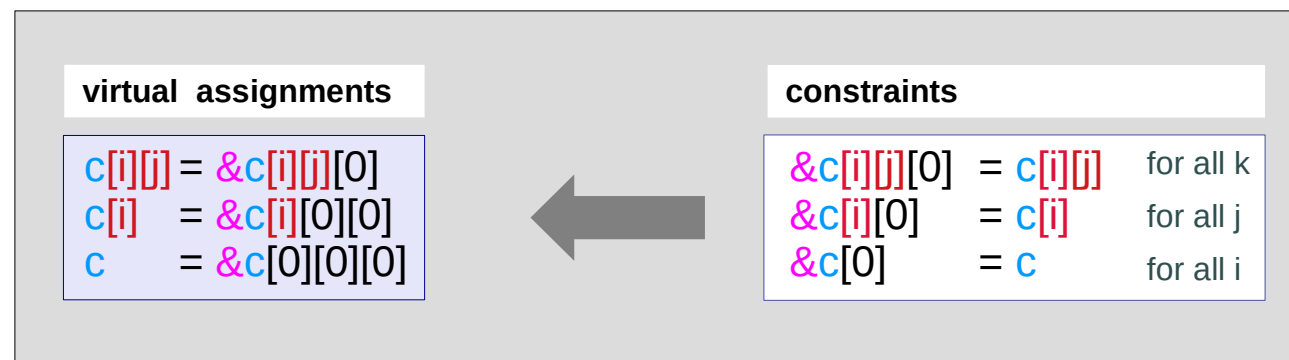 virtual assignments
c[i][j] = &c[i][j][0]
c[i] = &c[i][0][0]
c = &c[0][0][0]
constraints
&c[i][j][0] = c[i][j] for all k
&c[i][0] = c[i] for all j
&c[0] = c for all i